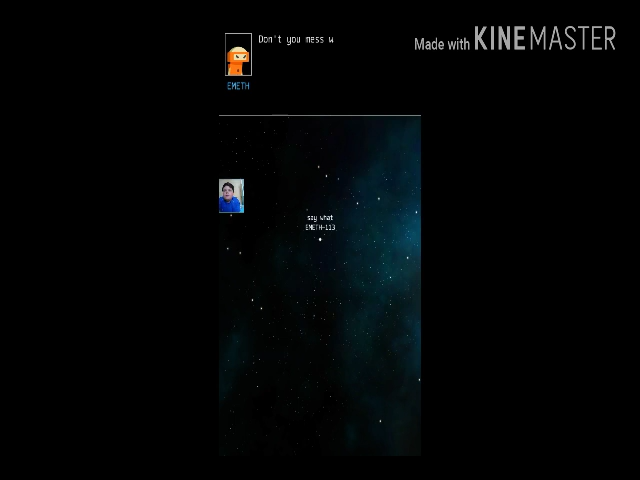 Don't you mess w
Made with KINEMASTER
EMETH
say what
EMETH-113